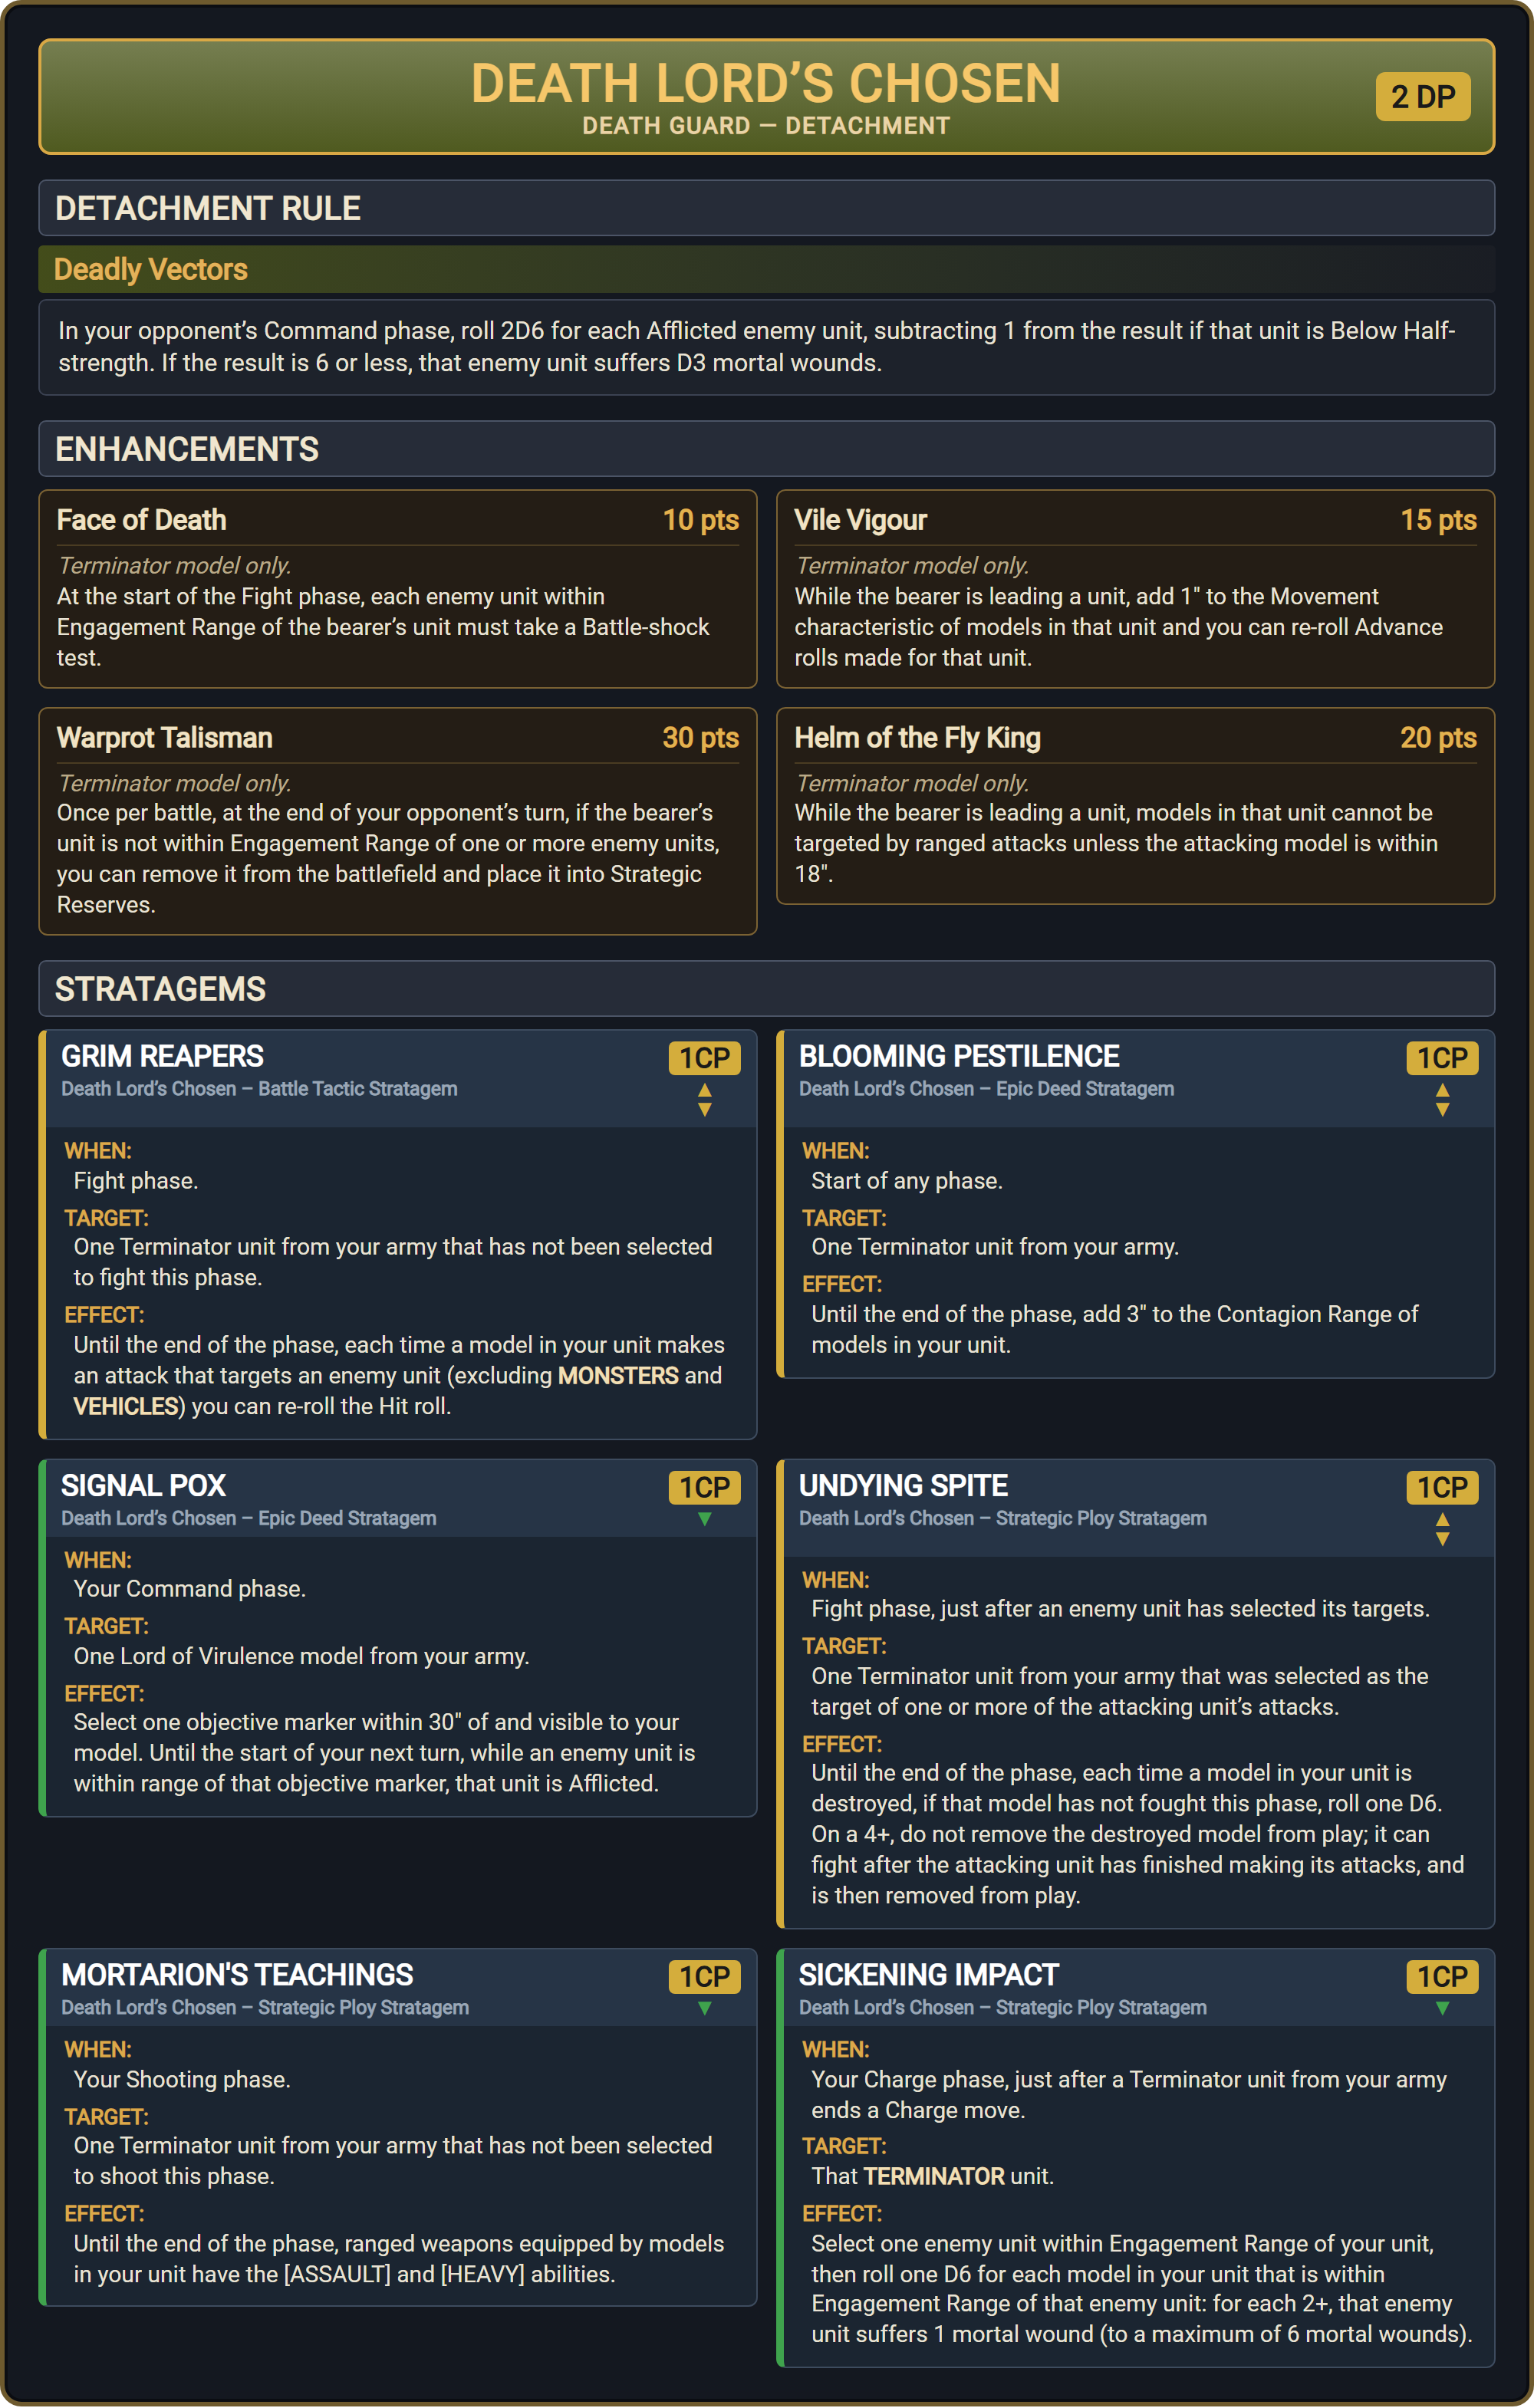 DEATH LORD’S CHOSEN
DEATH GUARD — DETACHMENT
2 DP
DETACHMENT RULE
Deadly Vectors
In your opponent’s Command phase, roll 2D6 for each Afflicted enemy unit, subtracting 1 from the result if that unit is Below Half-
strength. If the result is 6 or less, that enemy unit suffers D3 mortal wounds.
ENHANCEMENTS
Face of Death
10 pts
Terminator model only.
At the start of the Fight phase, each enemy unit within
Engagement Range of the bearer’s unit must take a Battle-shock
test.
Vile Vigour
15 pts
Terminator model only.
While the bearer is leading a unit, add 1" to the Movement
characteristic of models in that unit and you can re-roll Advance
rolls made for that unit.
Warprot Talisman
30 pts
Terminator model only.
Once per battle, at the end of your opponent’s turn, if the bearer’s
unit is not within Engagement Range of one or more enemy units,
you can remove it from the battlefield and place it into Strategic
Reserves.
Helm of the Fly King
20 pts
Terminator model only.
While the bearer is leading a unit, models in that unit cannot be
targeted by ranged attacks unless the attacking model is within
18".
STRATAGEMS
GRIM REAPERS
1CP
Death Lord’s Chosen – Battle Tactic Stratagem
▲
▼
WHEN:
Fight phase.
TARGET:
One Terminator unit from your army that has not been selected
to fight this phase.
EFFECT:
Until the end of the phase, each time a model in your unit makes
an attack that targets an enemy unit (excluding MONSTERS and
VEHICLES) you can re-roll the Hit roll.
BLOOMING PESTILENCE
1CP
Death Lord’s Chosen – Epic Deed Stratagem
▲
▼
WHEN:
Start of any phase.
TARGET:
One Terminator unit from your army.
EFFECT:
Until the end of the phase, add 3" to the Contagion Range of
models in your unit.
SIGNAL POX
1CP
Death Lord’s Chosen – Epic Deed Stratagem
▼
WHEN:
Your Command phase.
TARGET:
One Lord of Virulence model from your army.
EFFECT:
Select one objective marker within 30" of and visible to your
model. Until the start of your next turn, while an enemy unit is
within range of that objective marker, that unit is Afflicted.
UNDYING SPITE
1CP
Death Lord’s Chosen – Strategic Ploy Stratagem
▲
▼
WHEN:
Fight phase, just after an enemy unit has selected its targets.
TARGET:
One Terminator unit from your army that was selected as the
target of one or more of the attacking unit’s attacks.
EFFECT:
Until the end of the phase, each time a model in your unit is
destroyed, if that model has not fought this phase, roll one D6.
On a 4+, do not remove the destroyed model from play; it can
fight after the attacking unit has finished making its attacks, and
is then removed from play.
MORTARION'S TEACHINGS
1CP
Death Lord’s Chosen – Strategic Ploy Stratagem
▼
WHEN:
Your Shooting phase.
TARGET:
One Terminator unit from your army that has not been selected
to shoot this phase.
EFFECT:
Until the end of the phase, ranged weapons equipped by models
in your unit have the [ASSAULT] and [HEAVY] abilities.
SICKENING IMPACT
1CP
Death Lord’s Chosen – Strategic Ploy Stratagem
▼
WHEN:
Your Charge phase, just after a Terminator unit from your army
ends a Charge move.
TARGET:
That TERMINATOR unit.
EFFECT:
Select one enemy unit within Engagement Range of your unit,
then roll one D6 for each model in your unit that is within
Engagement Range of that enemy unit: for each 2+, that enemy
unit suffers 1 mortal wound (to a maximum of 6 mortal wounds).